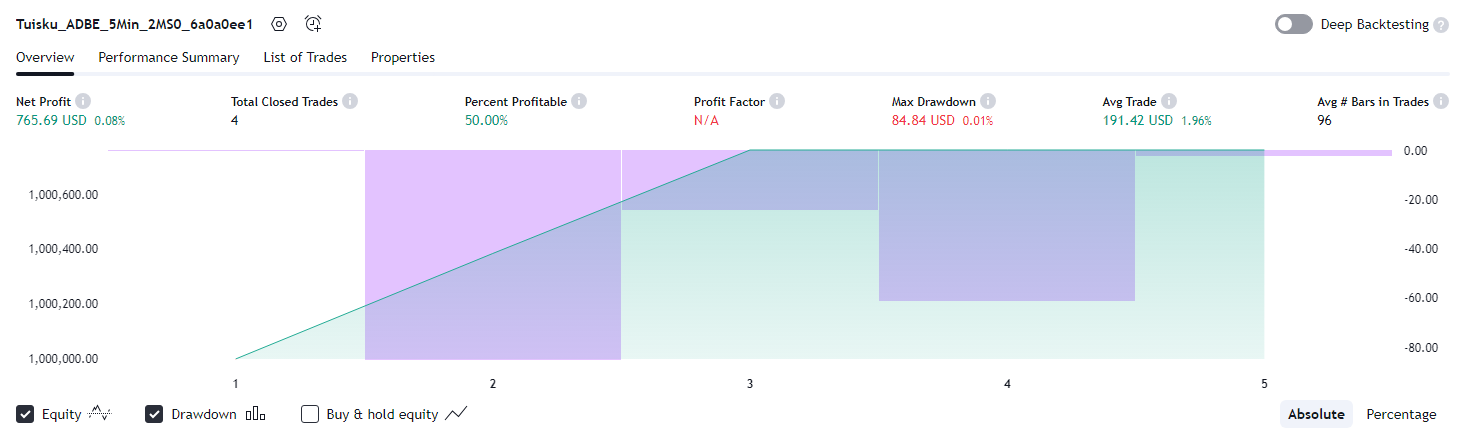 Tuisku_ADBE_5Min_2MS0_6a0a0ee1 Deep Backtesting
Overview Performance Summary List of Trades Properties
Net Profit Total Closed Trades Percent Profitable Profit Factor Max Drawdown Avg Trade Avg # Bars in Trades
765.69 USD 0.08% 4 50.00% N/A 84.84 USD 0.01% 191.42 USD 1.96% 96
0.00
1,000,600.00 -20.00
1,000,400.00 -40.00
1,000,200.00 -60.00
1,000,000.00 -80.00
1 2 3 4 5
Equity Drawdown Buy & hold equity Absolute Percentage